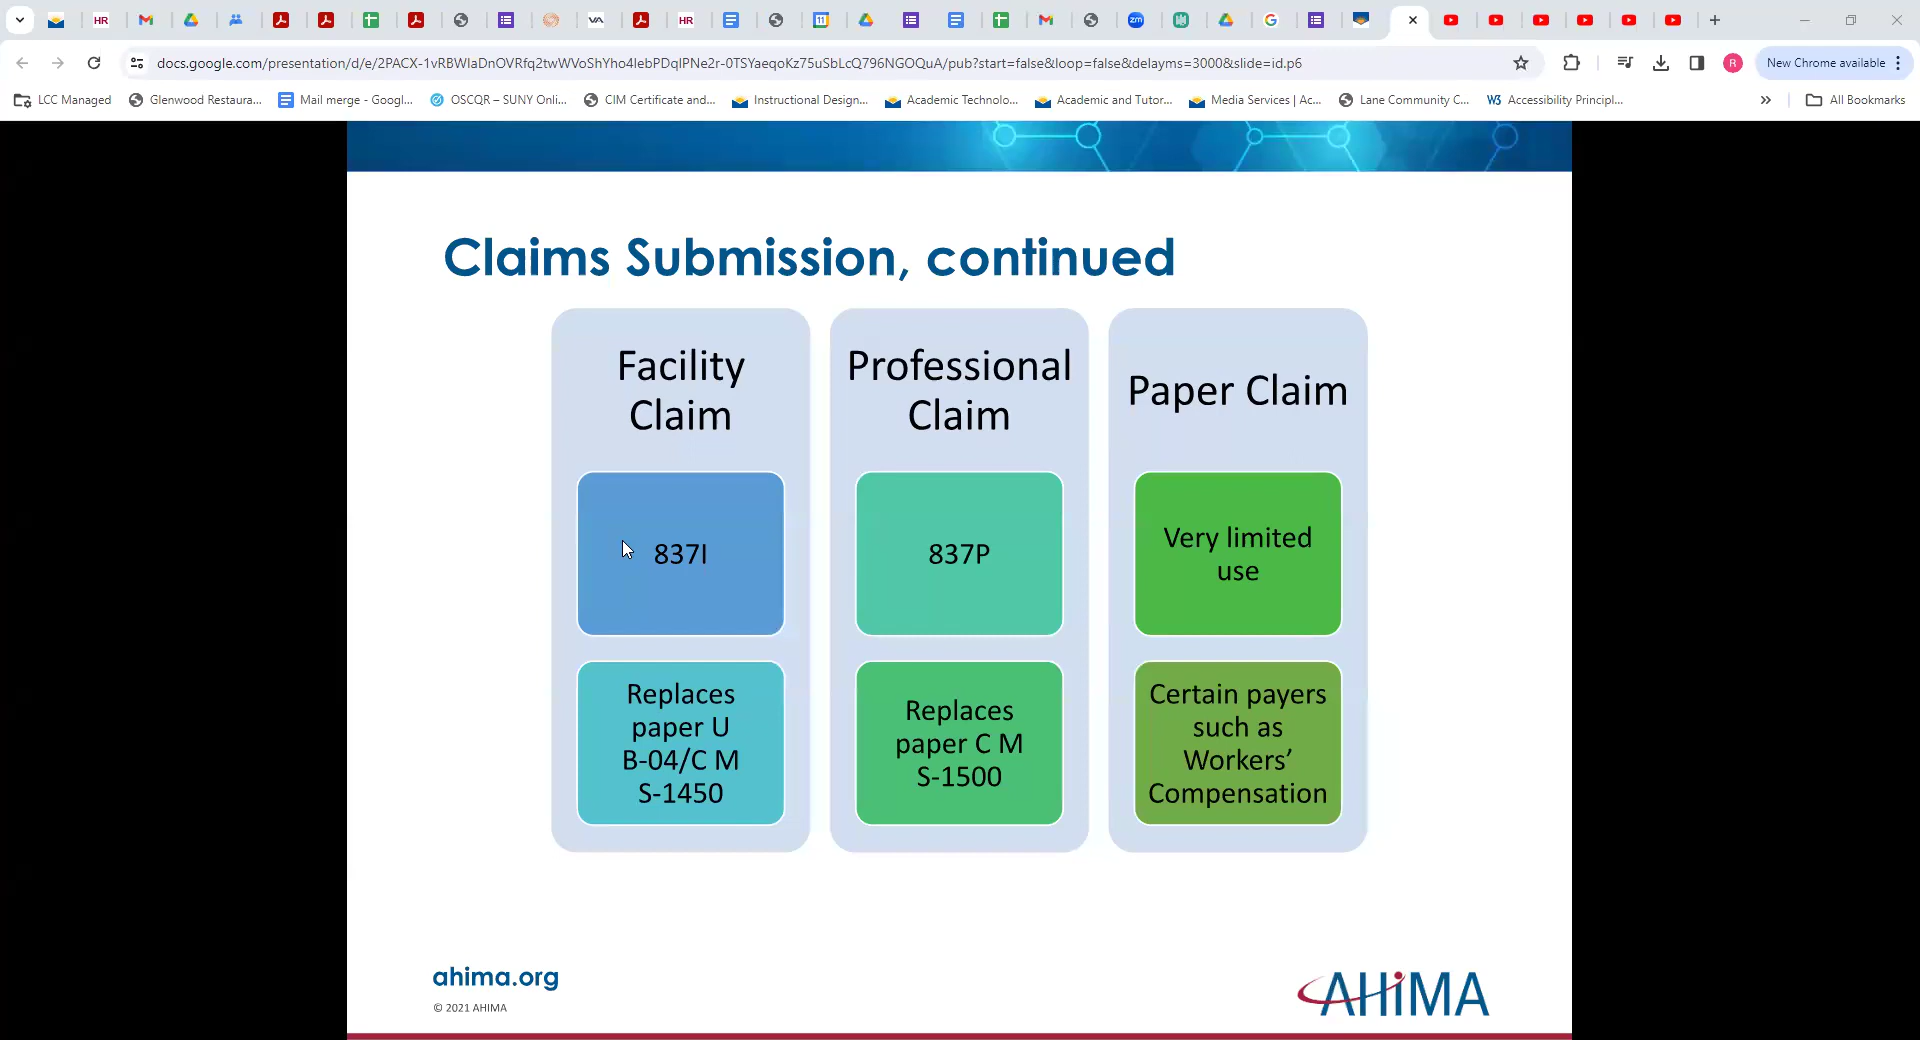 docs.google.com/presentation/d/e/2PACX-1vRBWIaDnOVRfq2twWVoShYho4lebPDqIPNe2r-0TSYaeqoKz75uSbLcQ796NGOQuA/pub?start=false&loop=false&delayms=3000&slide=id.p6
New Chrome available
LCC Managed
Glenwood Restaura...
Mail merge - Googl...
OSCQR – SUNY Onli...
CIM Certificate and...
Instructional Design...
Academic Technolo...
Academic and Tutor...
Media Services | Ac...
Lane Community C...
Accessibility Principl...
All Bookmarks
Claims Submission, continued
Facility
Claim
837I
Replaces
paper U
B-04/C M
S-1450
Professional
Claim
837P
Replaces
paper C M
S-1500
Paper Claim
Very limited
use
Certain payers
such as
Workers’
Compensation
ahima.org
© 2021 AHIMA
AHiMA